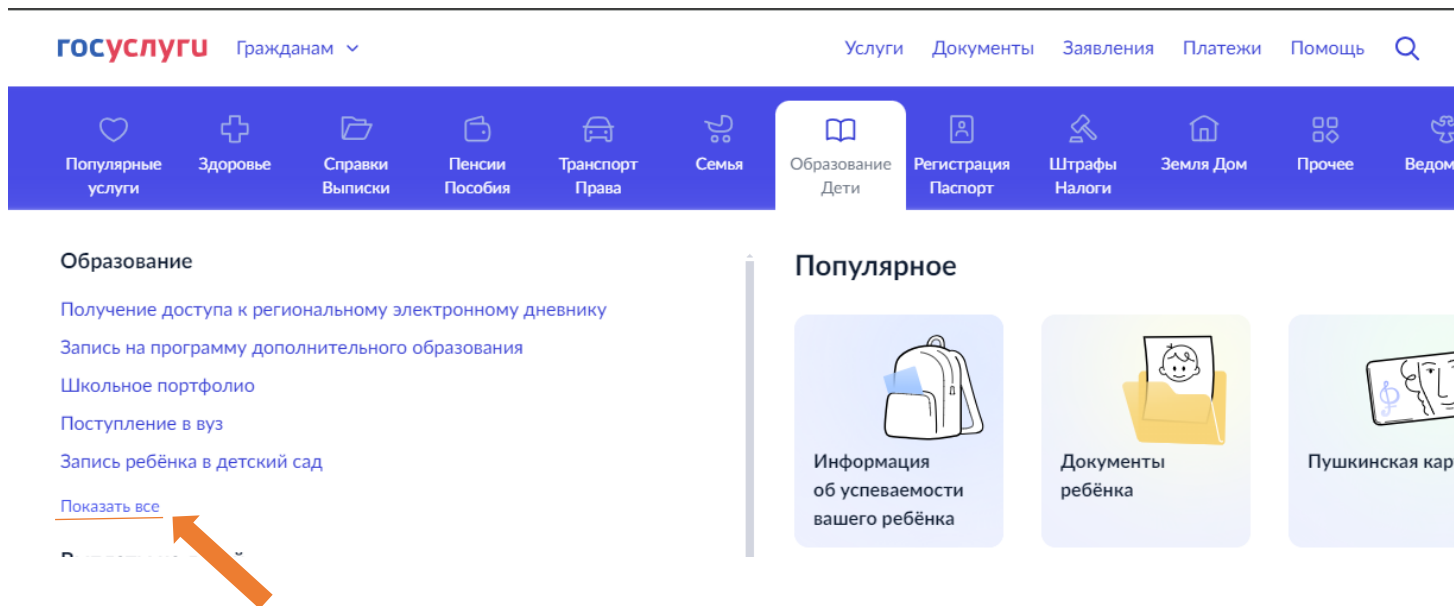 госуслуги Гражданам Услуги Документы Заявления Платежи Помощь
Популярные услуги
Здоровье
Справки Выписки
Пенсии Пособия
Транспорт Права
Семья
Образование Дети
Регистрация Паспорт
Штрафы Налоги
Земля Дом
Прочее
Образование
Получение доступа к региональному электронному дневнику
Запись на программу дополнительного образования
Школьное портфолио
Поступление в вуз
Запись ребёнка в детский сад
Показать все
Популярное
Информация
об успеваемости
вашего ребёнка
Документы
ребёнка
Пушкинская